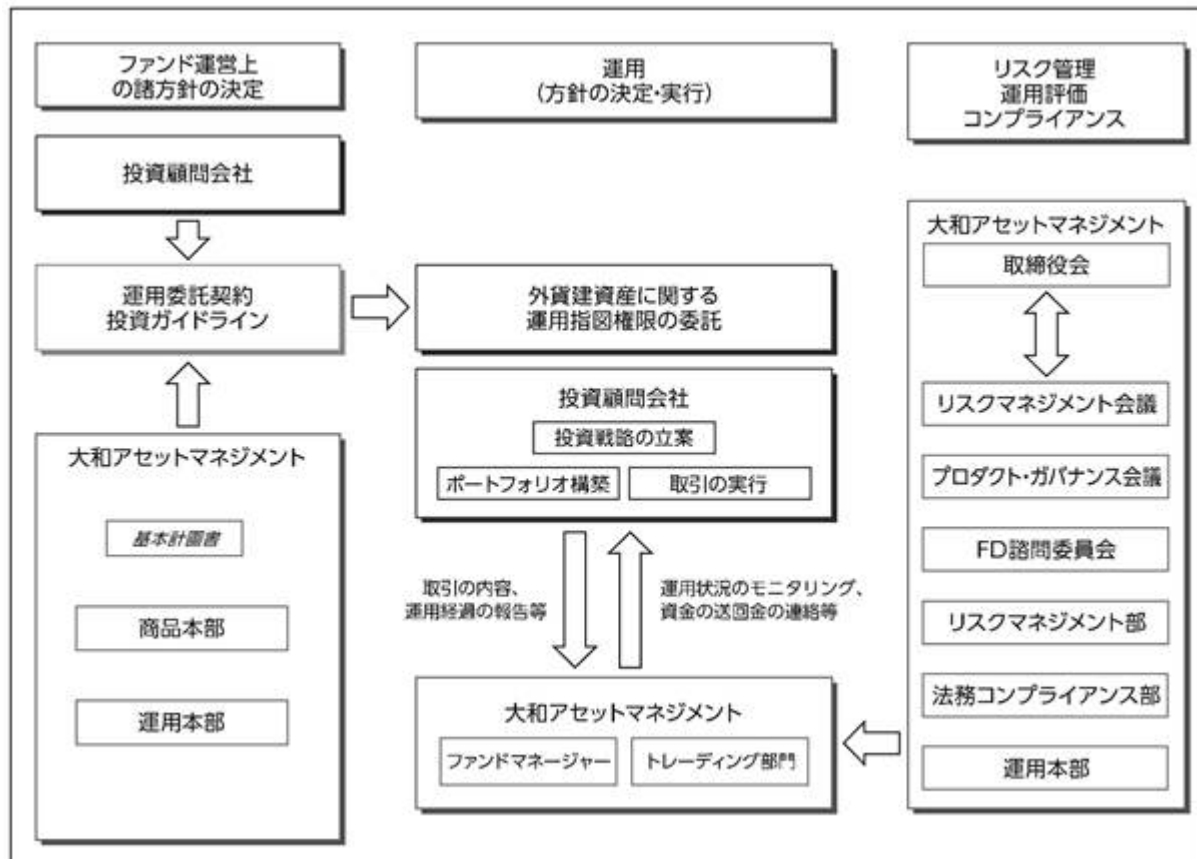 ファンド運営上
の諸方針の決定
運用
(方針の決定・実行)
リスク管理
運用評価
コンプライアンス
投資顧問会社
運用委託契約
投資ガイドライン
外貨建資産に関する
運用指図権限の委託
大和アセットマネジメント
基本計画書
商品本部
運用本部
投資顧問会社
投資戦略の立案
ポートフォリオ構築
取引の実行
取引の内容、
運用経過の報告等
運用状況のモニタリング、
資金の送回金の連絡等
大和アセットマネジメント
ファンドマネージャー
トレーディング部門
大和アセットマネジメント
取締役会
リスクマネジメント会議
プロダクト・ガバナンス会議
FD諮問委員会
リスクマネジメント部
法務コンプライアンス部
運用本部